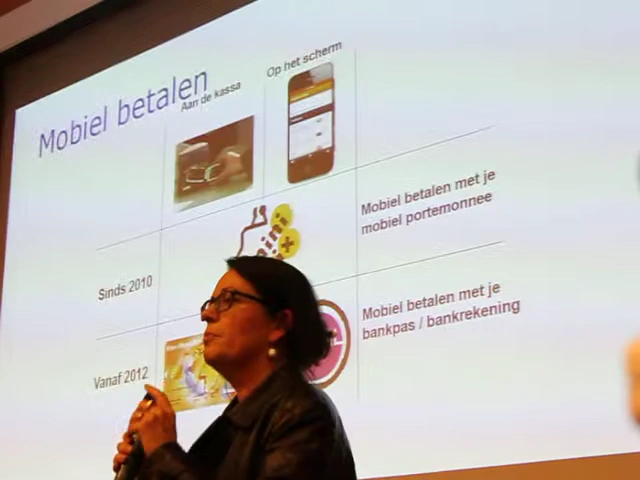 Mobiel betalen
Aan de kassa
Op het scherm
Mobiel betalen met je
mobiel portemonnee
Sinds 2010
Mobiel betalen met je
bankpas / bankrekening
Vanaf 2012